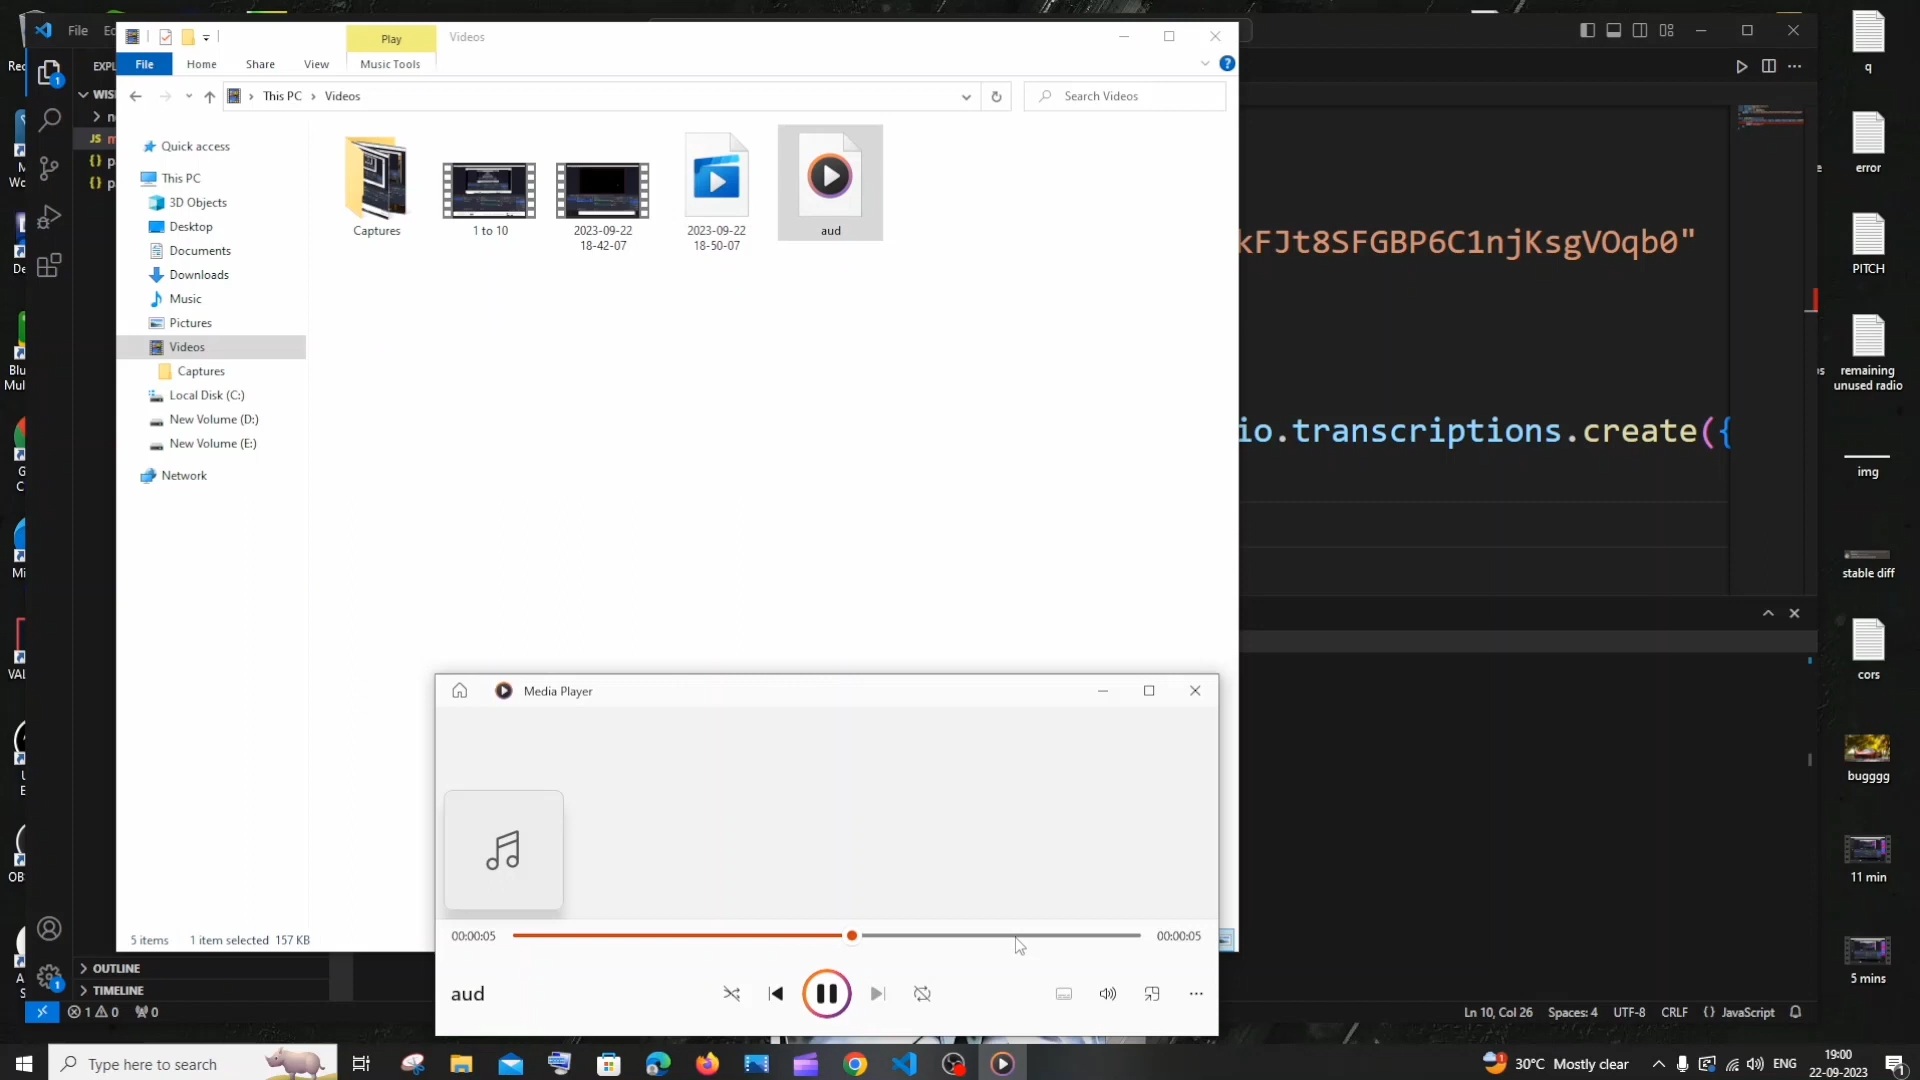 File
Play
Videos
File
Home
Share
View
Music Tools
This PC
Videos
Search Videos
Quick access
This PC
3D Objects
Desktop
Documents
Downloads
Music
Pictures
Videos
Captures
Local Disk (C:)
New Volume (D:)
New Volume (E:)
Network
Captures
1 to 10
2023-09-22
18-42-07
2023-09-22
18-50-07
aud
5 items
1 item selected 157 KB
kFJt8SFGBP6C1njKsgVOqb0"
io.transcriptions.create({
Media Player
00:00:05
00:00:05
aud
OUTLINE
TIMELINE
1
0
0
Ln 10, Col 26
Spaces: 4
UTF-8
CRLF
{} JavaScript
q
error
PITCH
remaining
unused radio
img
stable diff
cors
bugggg
11 min
5 mins
Type here to search
30°C Mostly clear
ENG
19:00
22-09-2023